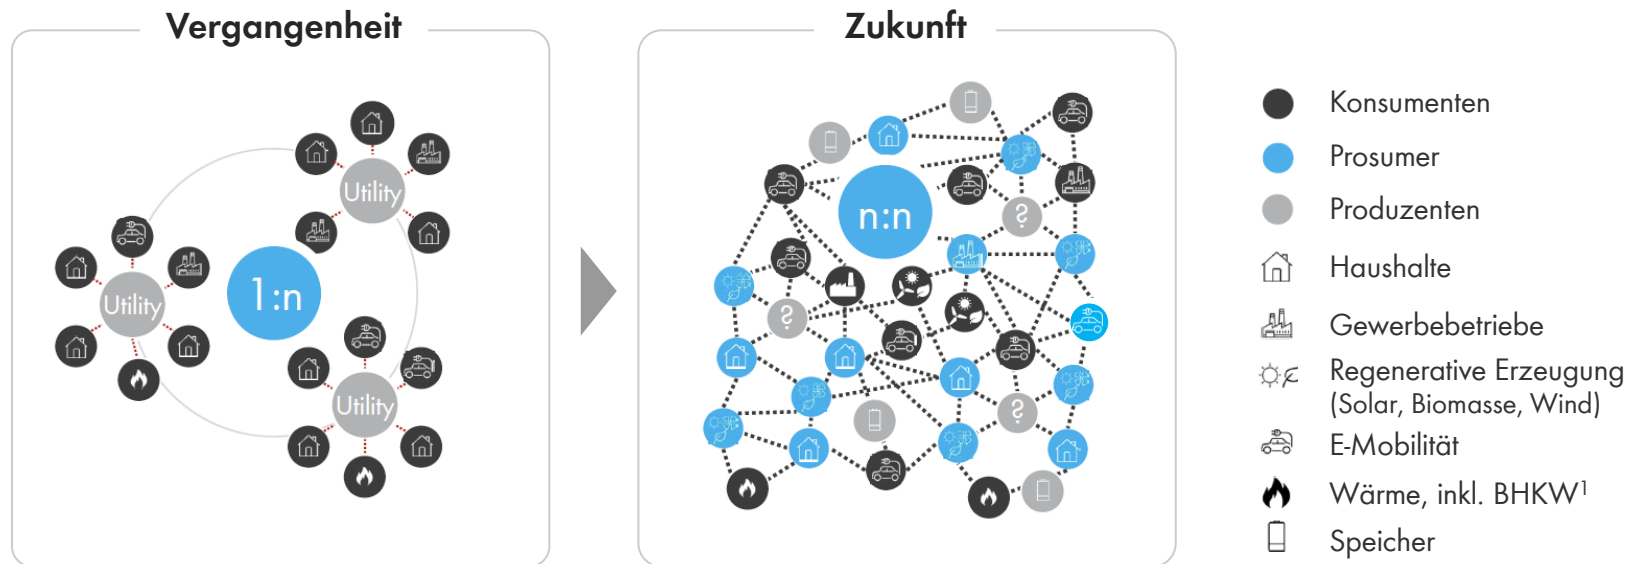 Vergangenheit
Utility
Utility
1:n
Utility
Zukunft
n:n
?
?
?
Konsumenten
Prosumer
Produzenten
Haushalte
Gewerbebetriebe
Regenerative Erzeugung
(Solar, Biomasse, Wind)
E-Mobilität
Wärme, inkl. BHKW¹
Speicher